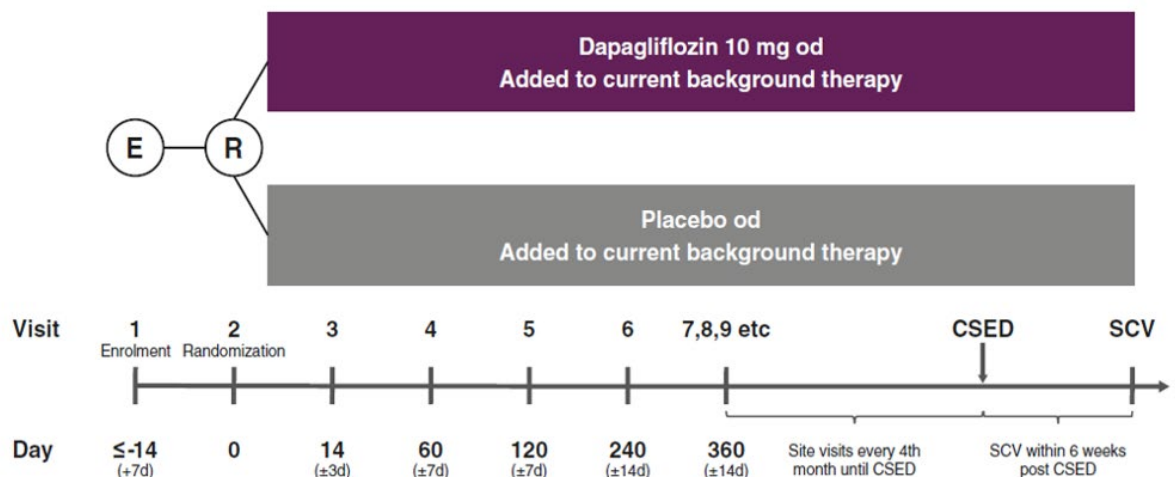 Dapagliflozin 10 mg od
Added to current background therapy
E
R
Placebo od
Added to current background therapy
Visit 1 2 3 4 5 6 7,8,9 etc CSED SCV
Enrolment Randomization
Day ≤-14 0 14 60 120 240 360 Site visits every 4th SCV within 6 weeks
(+7d) (±3d) (±7d) (±7d) (±14d) (±14d) month until CSED post CSED